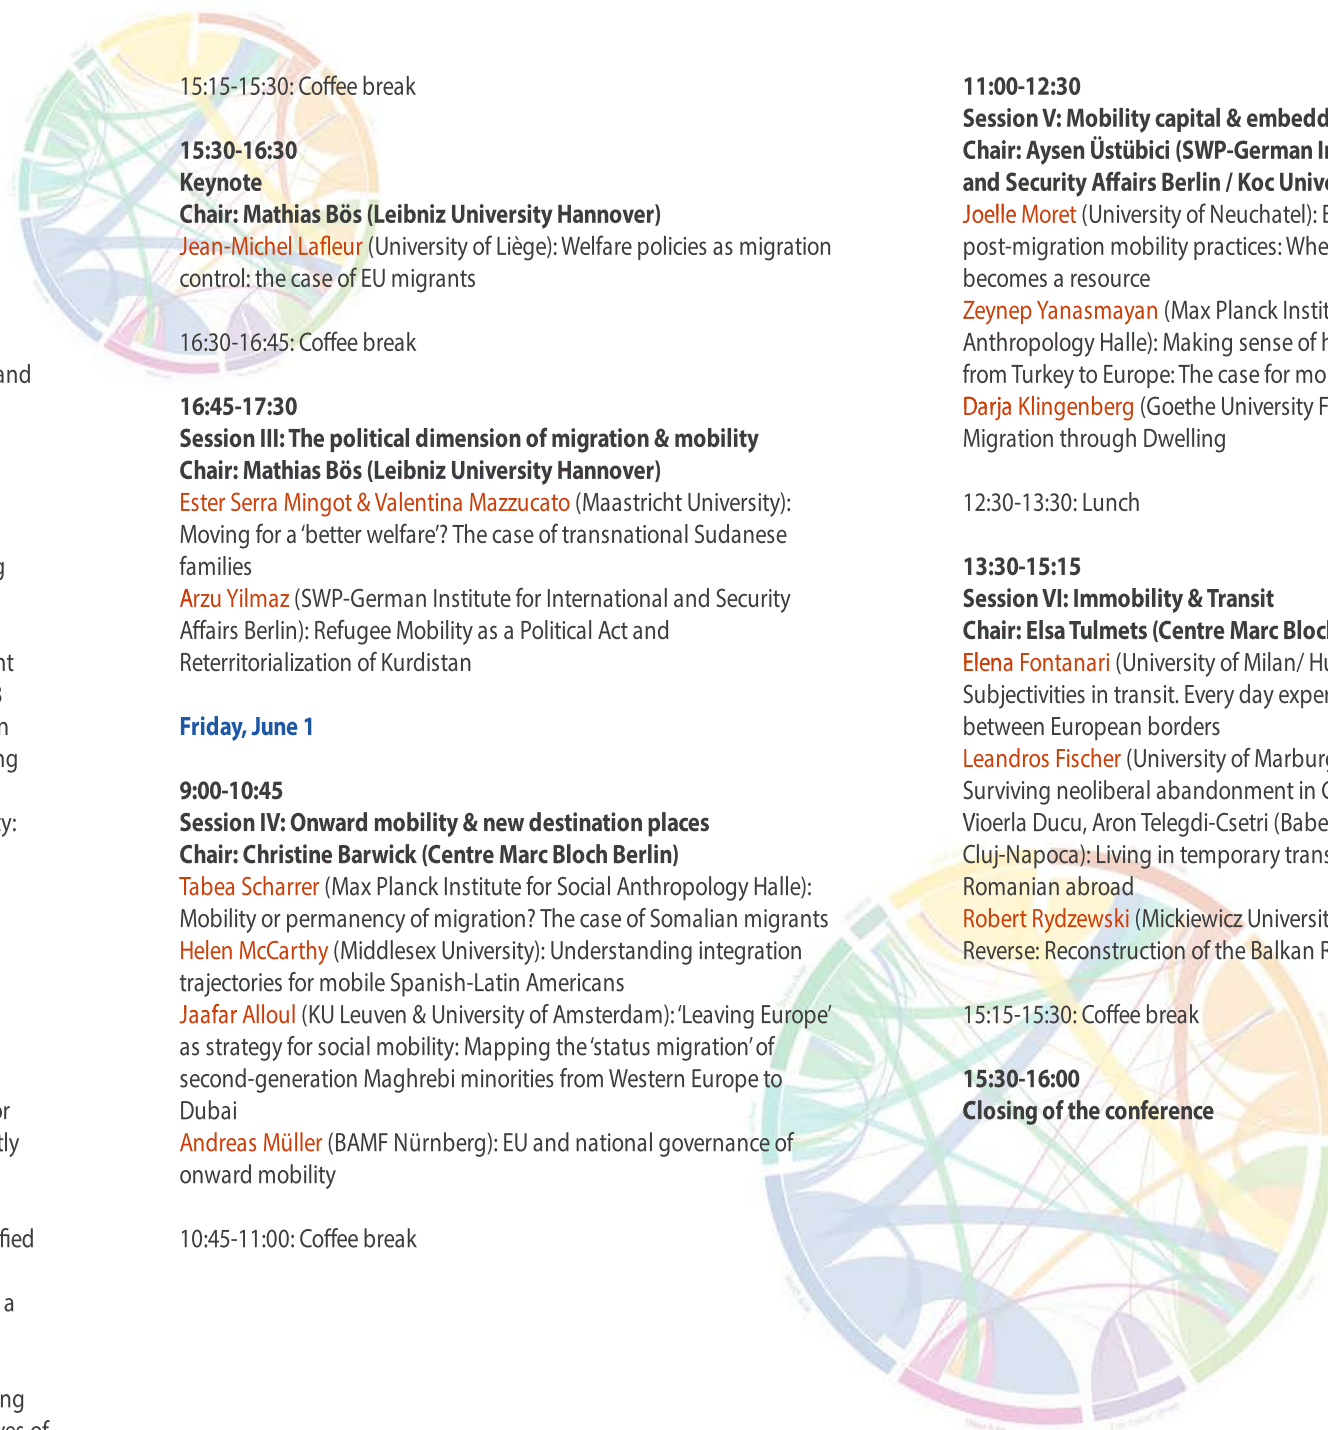 and
g
nt
3
n
ng
ty:
or
tly
fied
a
ng
15:15-15:30: Coffee break
15:30-16:30
Keynote
Chair: Mathias Bös (Leibniz University Hannover)
Jean-Michel Lafleur (University of Liège): Welfare policies as migration
control: the case of EU migrants
16:30-16:45: Coffee break
16:45-17:30
Session III: The political dimension of migration & mobility
Chair: Mathias Bös (Leibniz University Hannover)
Ester Serra Mingot & Valentina Mazzucato (Maastricht University):
Moving for a ‘better welfare’? The case of transnational Sudanese
families
Arzu Yilmaz (SWP-German Institute for International and Security
Affairs Berlin): Refugee Mobility as a Political Act and
Reterritorialization of Kurdistan
Friday, June 1
9:00-10:45
Session IV: Onward mobility & new destination places
Chair: Christine Barwick (Centre Marc Bloch Berlin)
Tabea Scharrer (Max Planck Institute for Social Anthropology Halle):
Mobility or permanency of migration? The case of Somalian migrants
Helen McCarthy (Middlesex University): Understanding integration
trajectories for mobile Spanish-Latin Americans
Jaafar Alloul (KU Leuven & University of Amsterdam): ‘Leaving Europe’
as strategy for social mobility: Mapping the ‘status migration’ of
second-generation Maghrebi minorities from Western Europe to
Dubai
Andreas Müller (BAMF Nürnberg): EU and national governance of
onward mobility
10:45-11:00: Coffee break
11:00-12:30
Session V: Mobility capital & embedd
Chair: Aysen Üstübici (SWP-German In
and Security Affairs Berlin / Koc Unive
Joelle Moret (University of Neuchatel): E
post-migration mobility practices: Whe
becomes a resource
Zeynep Yanasmayan (Max Planck Instit
Anthropology Halle): Making sense of h
from Turkey to Europe: The case for mo
Darja Klingenberg (Goethe University F
Migration through Dwelling
12:30-13:30: Lunch
13:30-15:15
Session VI: Immobility & Transit
Chair: Elsa Tulmets (Centre Marc Bloch
Elena Fontanari (University of Milan/ Hu
Subjectivities in transit. Every day exper
between European borders
Leandros Fischer (University of Marburg
Surviving neoliberal abandonment in C
Vioerla Ducu, Aron Telegdi-Csetri (Babe
Cluj-Napoca): Living in temporary trans
Romanian abroad
Robert Rydzewski (Mickiewicz Universit
Reverse: Reconstruction of the Balkan R
15:15-15:30: Coffee break
15:30-16:00
Closing of the conference